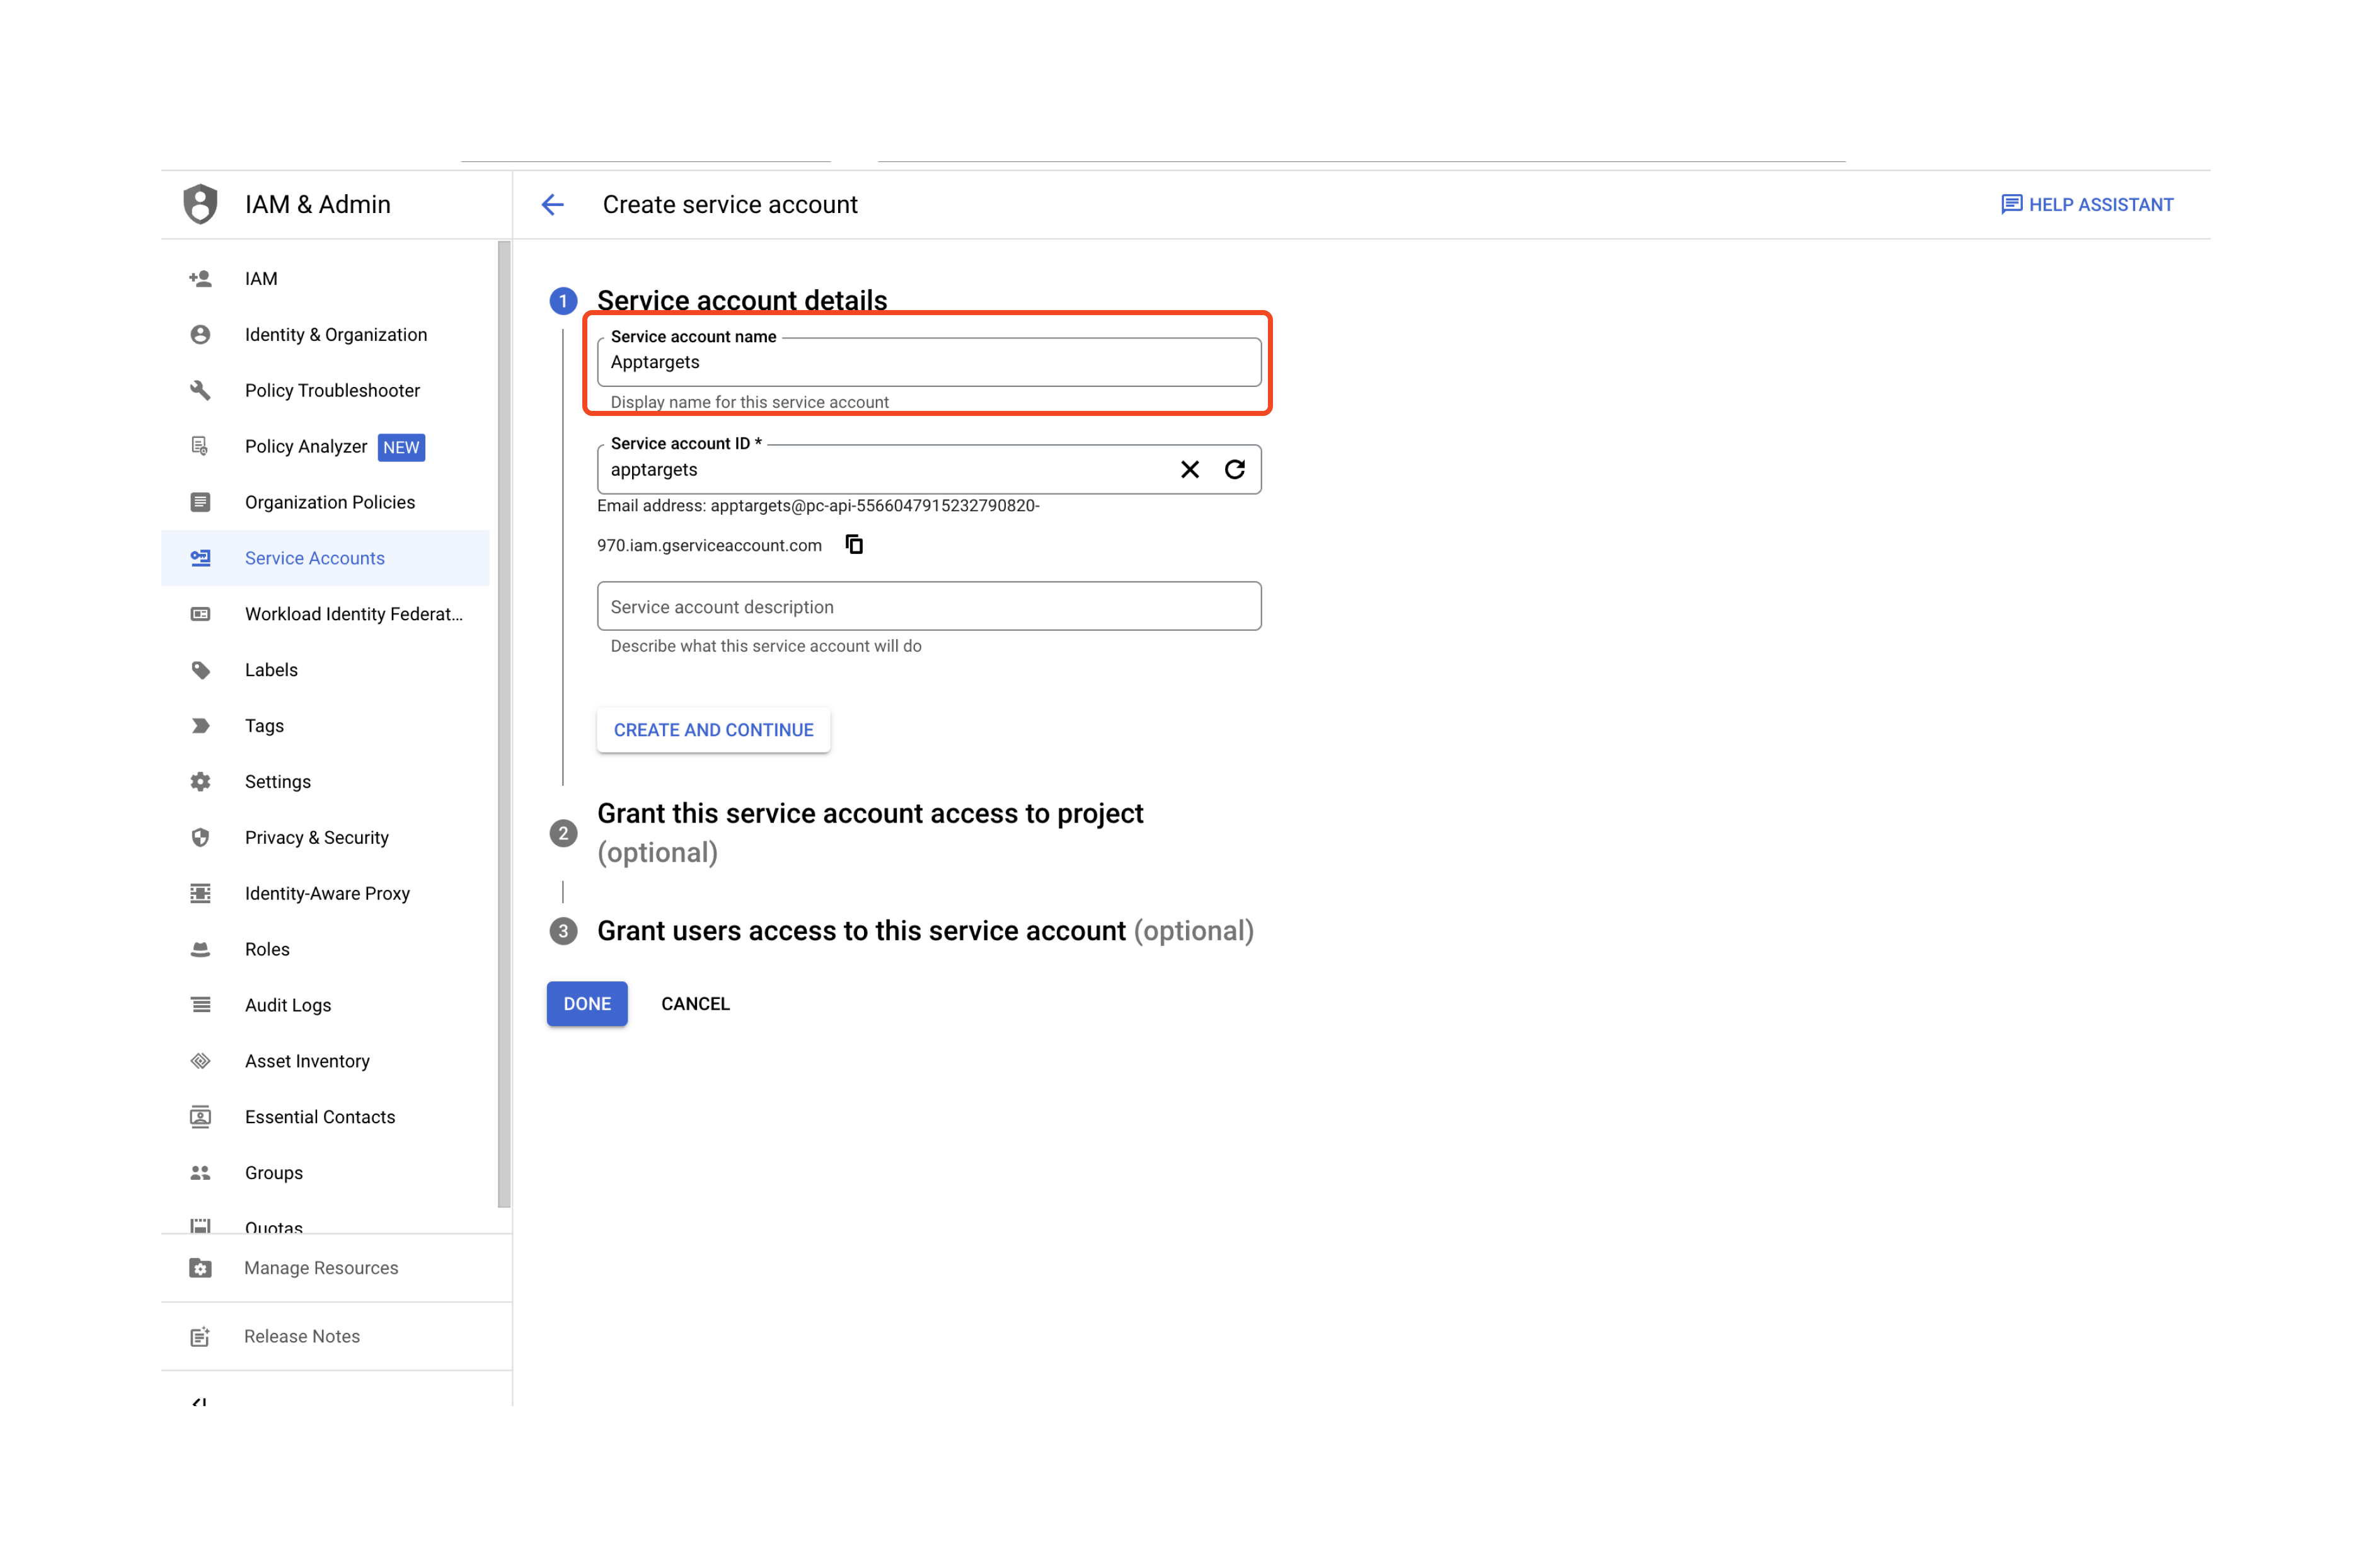 IAM & Admin
Create service account
HELP ASSISTANT
IAM
Identity & Organization
Policy Troubleshooter
Policy Analyzer NEW
Organization Policies
Service Accounts
Workload Identity Federat...
Labels
Tags
Settings
Privacy & Security
Identity-Aware Proxy
Roles
Audit Logs
Asset Inventory
Essential Contacts
Groups
Quotas
Manage Resources
Release Notes
1 Service account details
Service account name
Apptargets
Display name for this service account
Service account ID *
apptargets
Email address: apptargets@pc-api-5566047915232790820-
970.iam.gserviceaccount.com
Service account description
Describe what this service account will do
CREATE AND CONTINUE
2 Grant this service account access to project
(optional)
3 Grant users access to this service account (optional)
DONE CANCEL